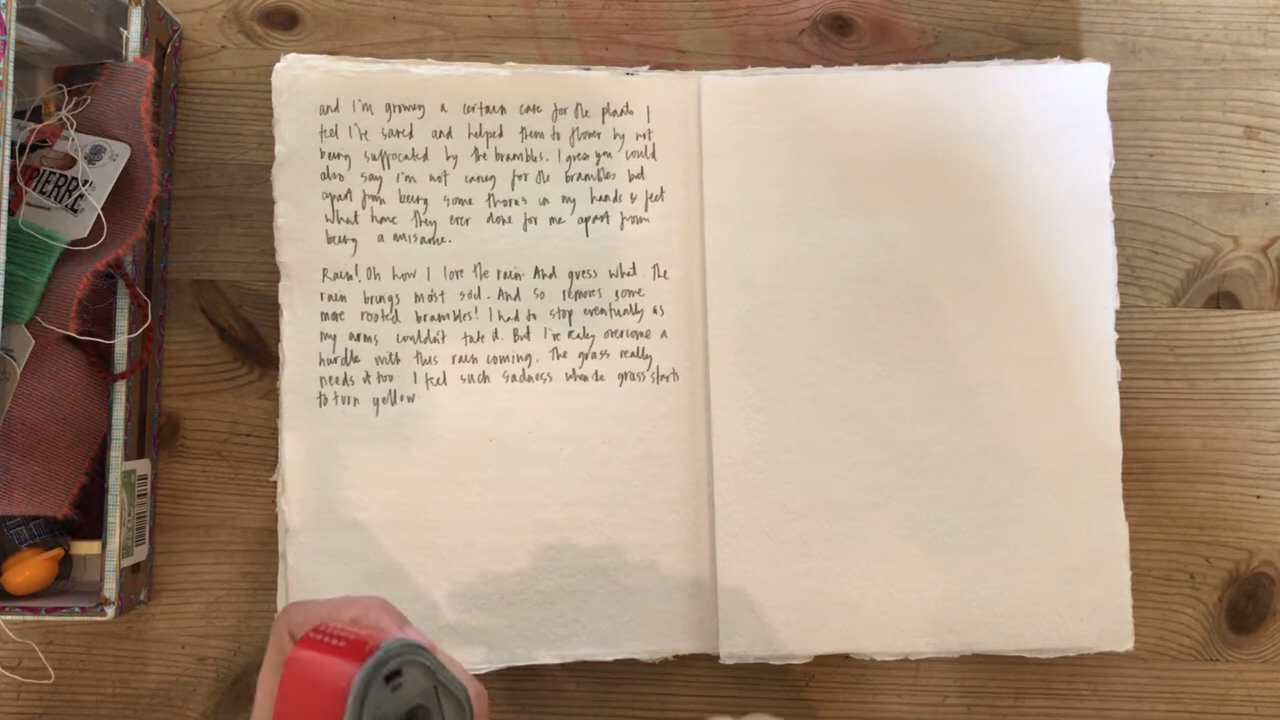 and I'm growing a certain care for the plants I
feel I've saved and helped them to flower by not
being suffocated by the brambles. I guess you could
also say I'm not caring for the brambles but
apart from being some thorns in my hands & feet
what have they ever done for me apart from
being a
Rain! Oh how I love the rain. And guess what. The
rain brings moist soil. And so removes some
more rooted brambles! I had to stop eventually as
my arms couldn't take it. But I've really overcome a
hurdle with this rain coming. The grass really
needs it too. I feel such sadness when the grass starts
to turn yellow
PIERRE